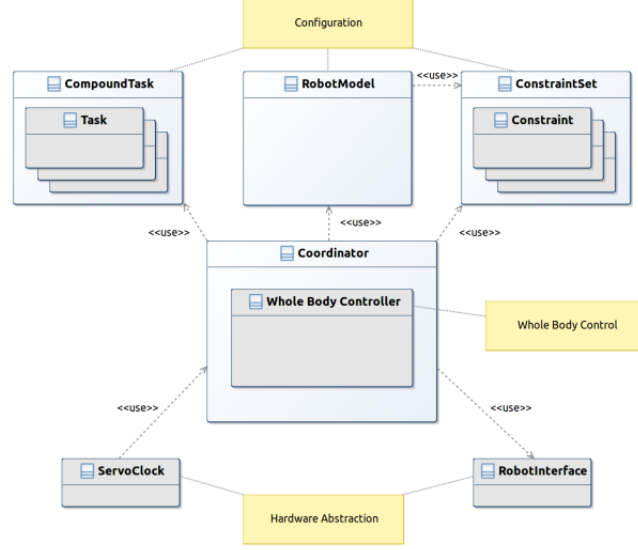 Configuration
CompoundTask
RobotModel
<<use>>
ConstraintSet
Task
Constraint
<<use>>
<<use>>
<<use>>
Coordinator
Whole Body Controller
Whole Body Control
<<use>>
<<use>>
ServoClock
RobotInterface
Hardware Abstraction